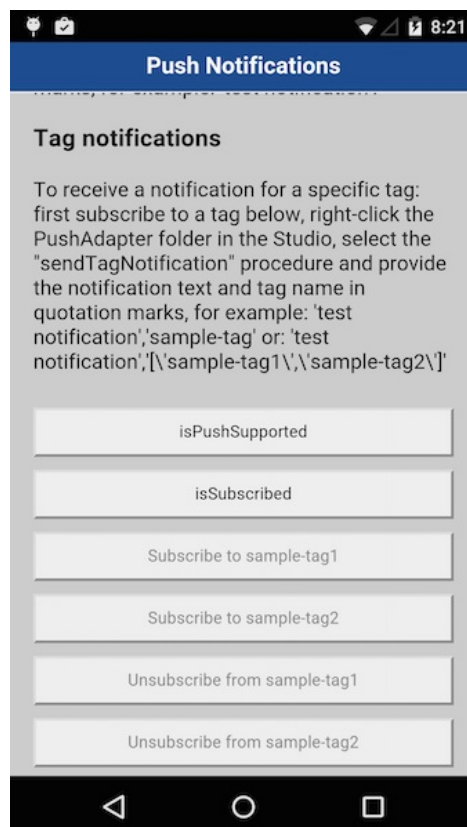 8:21
Push Notifications
Tag notifications
To receive a notification for a specific tag:
first subscribe to a tag below, right-click the
PushAdapter folder in the Studio, select the
"sendTagNotification" procedure and provide
the notification text and tag name in
quotation marks, for example: 'test
notification','sample-tag' or: 'test
notification','[\'sample-tag1\',\'sample-tag2\']'
isPushSupported
isSubscribed
Subscribe to sample-tag1
Subscribe to sample-tag2
Unsubscribe from sample-tag1
Unsubscribe from sample-tag2